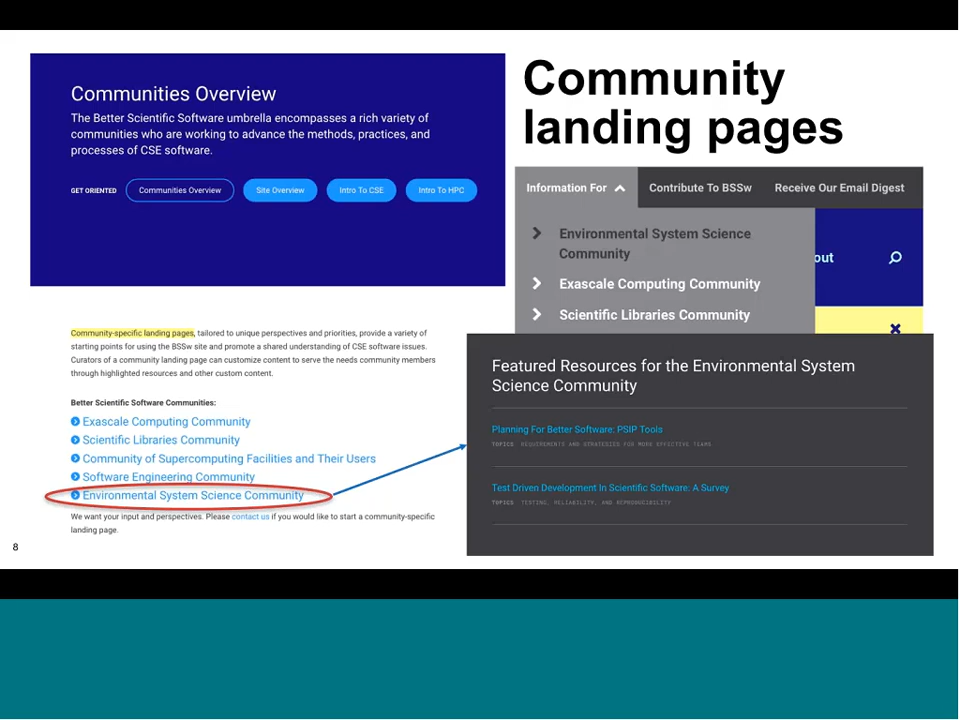 Communities Overview
The Better Scientific Software umbrella encompasses a rich variety of
communities who are working to advance the methods, practices, and
processes of CSE software.
GET ORIENTED Communities Overview Site Overview Intro To CSE Intro To HPC
Community
landing pages
Information For Contribute To BSSw Receive Our Email Digest
Environmental System Science
Community
out
Exascale Computing Community
Scientific Libraries Community
Community-specific landing pages, tailored to unique perspectives and priorities, provide a variety of
starting points for using the BSSw site and promote a shared understanding of CSE software issues.
Curators of a community landing page can customize content to serve the needs community members
through highlighted resources and other custom content.
Better Scientific Software Communities:
Exascale Computing Community
Scientific Libraries Community
Community of Supercomputing Facilities and Their Users
Software Engineering Community
Environmental System Science Community
We want your input and perspectives. Please contact us if you would like to start a community-specific
landing page.
Featured Resources for the Environmental System
Science Community
Planning For Better Software: PSIP Tools
TOPICS REQUIREMENTS AND STRATEGIES FOR MORE EFFECTIVE TEAMS
Test Driven Development In Scientific Software: A Survey
TOPICS TESTING, RELIABILITY, AND REPRODUCIBILITY
8